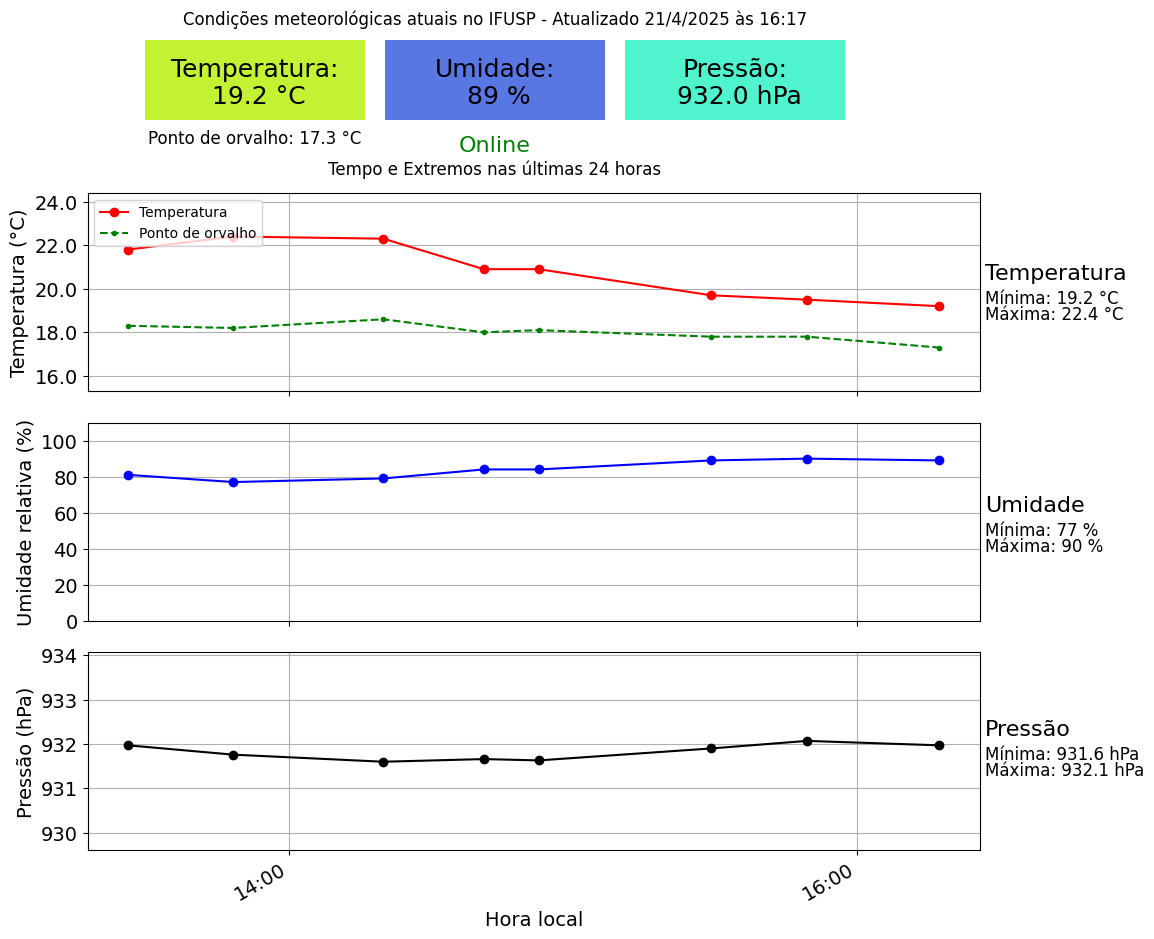 Condições meteorológicas atuais no IFUSP - Atualizado 21/4/2025 às 16:17
Temperatura:
19.2 °C
Umidade:
89 %
Pressão:
932.0 hPa
Ponto de orvalho: 17.3 °C
Online
Tempo e Extremos nas últimas 24 horas
Temperatura (°C)
24.0
22.0
20.0
18.0
16.0
Temperatura
Ponto de orvalho
Temperatura
Mínima: 19.2 °C
Máxima: 22.4 °C
Umidade relativa (%)
100
80
60
40
20
0
Umidade
Mínima: 77 %
Máxima: 90 %
Pressão (hPa)
934
933
932
931
930
Pressão
Mínima: 931.6 hPa
Máxima: 932.1 hPa
14:00
16:00
Hora local